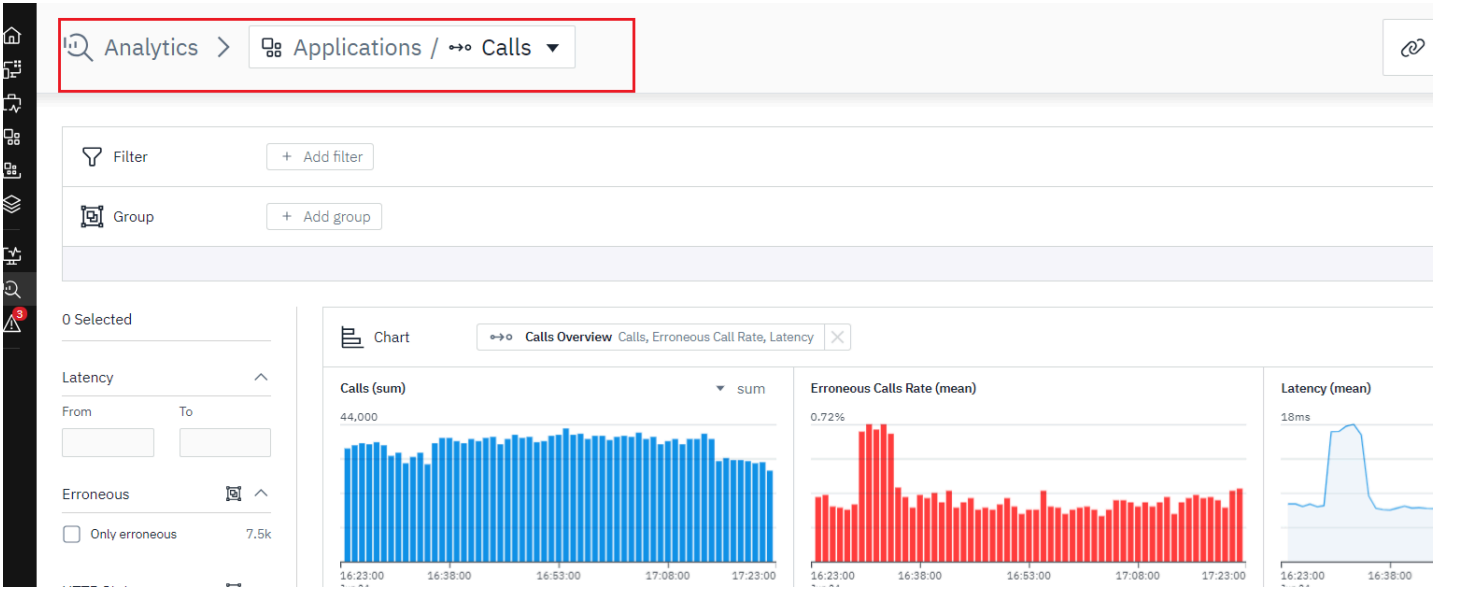 Analytics > Applications / Calls
Filter + Add filter
Group + Add group
3
0 Selected
Chart Calls Overview Calls, Erroneous Call Rate, Latency
Latency
From To
Erroneous
Only erroneous 7.5k
Calls (sum) sum
44,000
16:23:00 16:38:00 16:53:00 17:08:00 17:23:00
Erroneous Calls Rate (mean)
0.72%
16:23:00 16:38:00 16:53:00 17:08:00 17:23:00
Latency (mean)
18ms
16:23:00 16:38:00